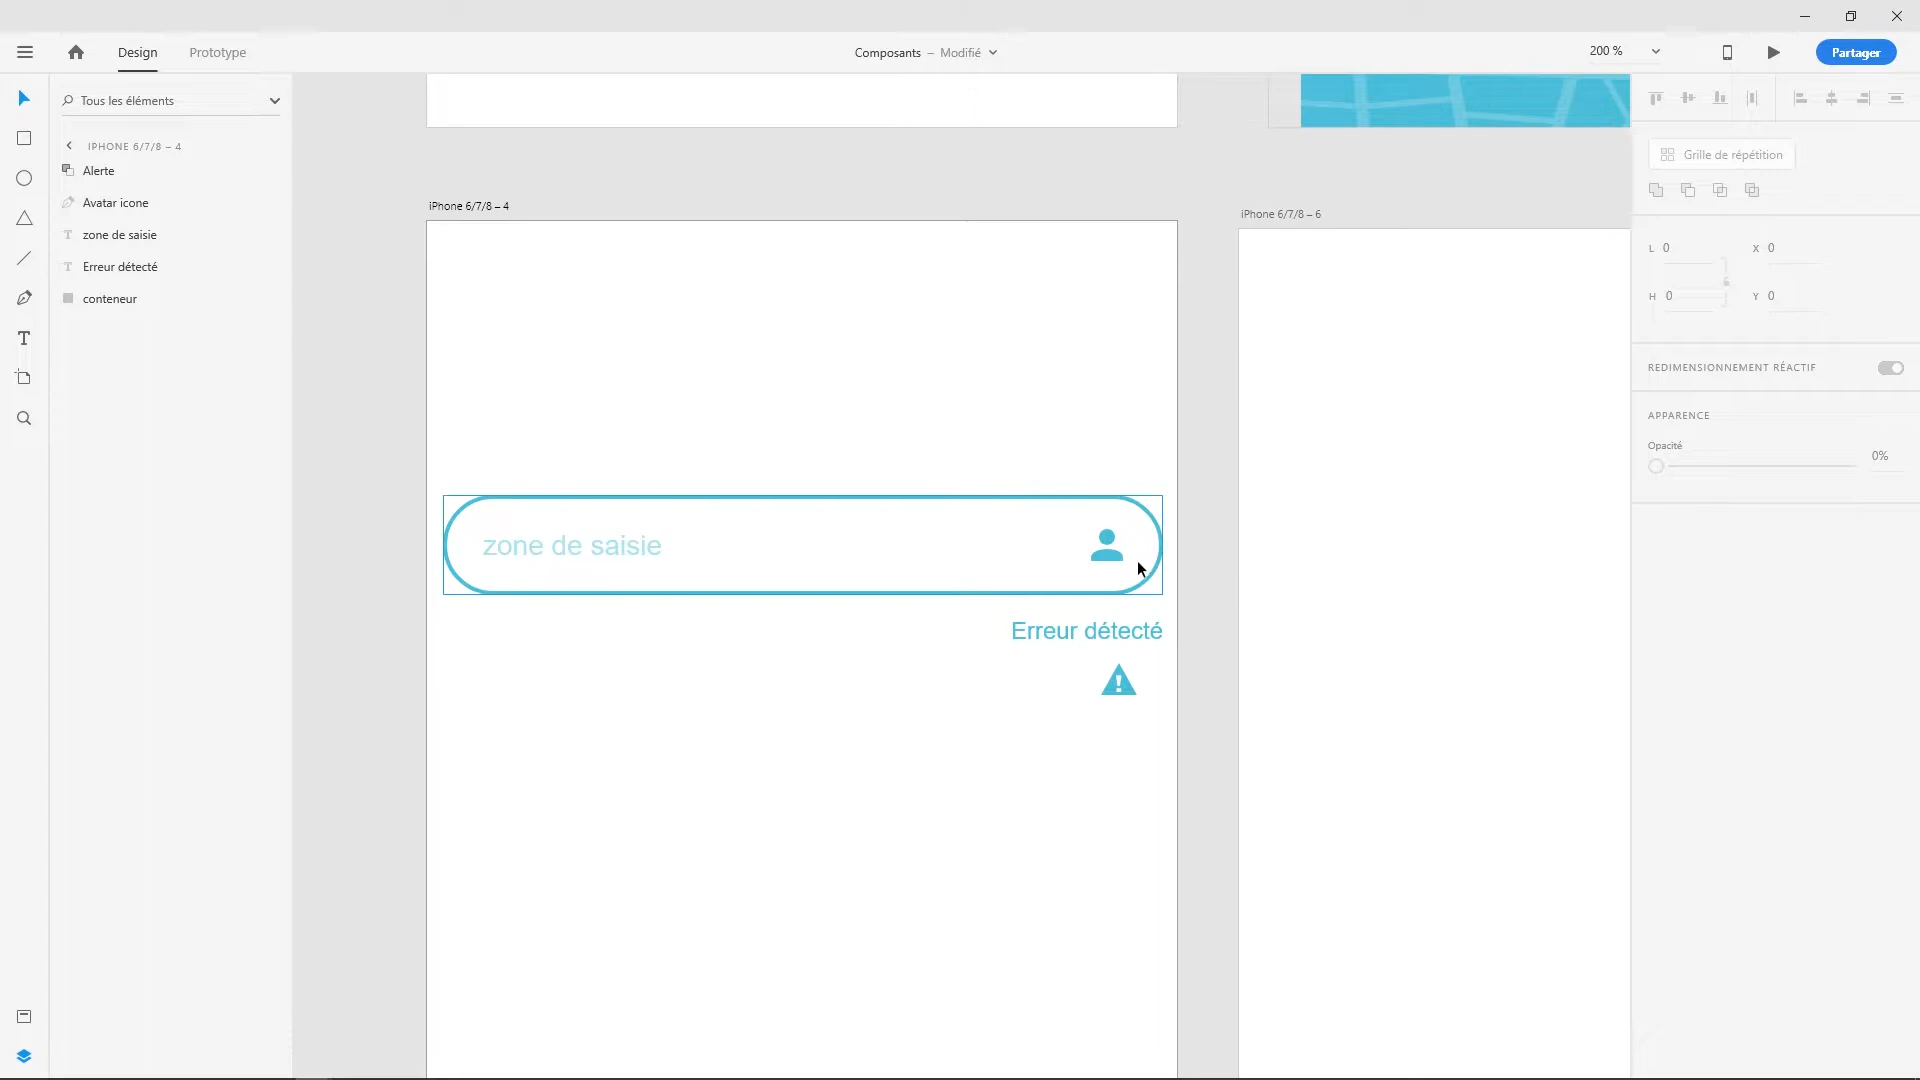 Design
Prototype
Composants – Modifié
200 %
Partager
Tous les éléments
IPHONE 6/7/8 – 4
Alerte
Avatar icone
zone de saisie
Erreur détecté
conteneur
iPhone 6/7/8 – 4
zone de saisie
Erreur détecté
iPhone 6/7/8 – 6
Grille de répétition
L 0
X 0
H 0
Y 0
REDIMENSIONNEMENT RÉACTIF
APPARENCE
Opacité
0%